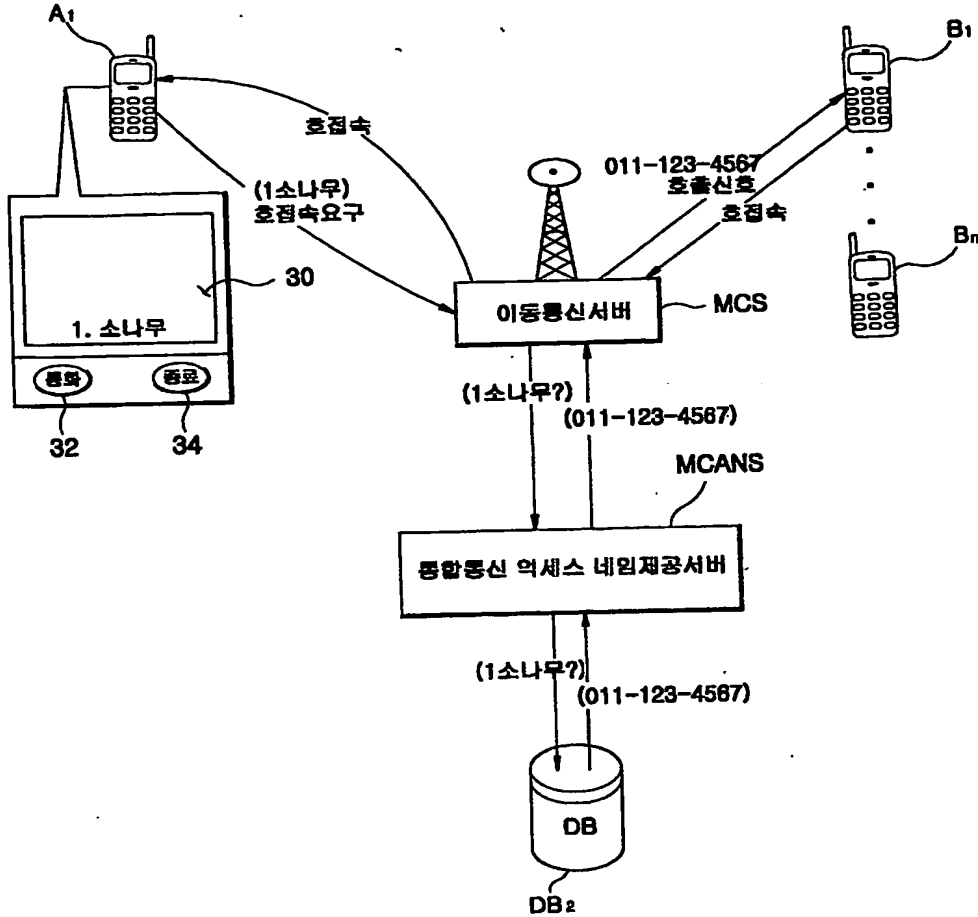 A1
B1
호접속
011-123-4567
호출신호
호접속
(1소나무)
호접속요구
Bn
30
1. 소나무
이동통신서버
MCS
통화
종료
(1소나무?)
(011-123-4567)
32
34
MCANS
통합통신 억세스 네임제공서버
(1소나무?)
(011-123-4567)
DB
DB2